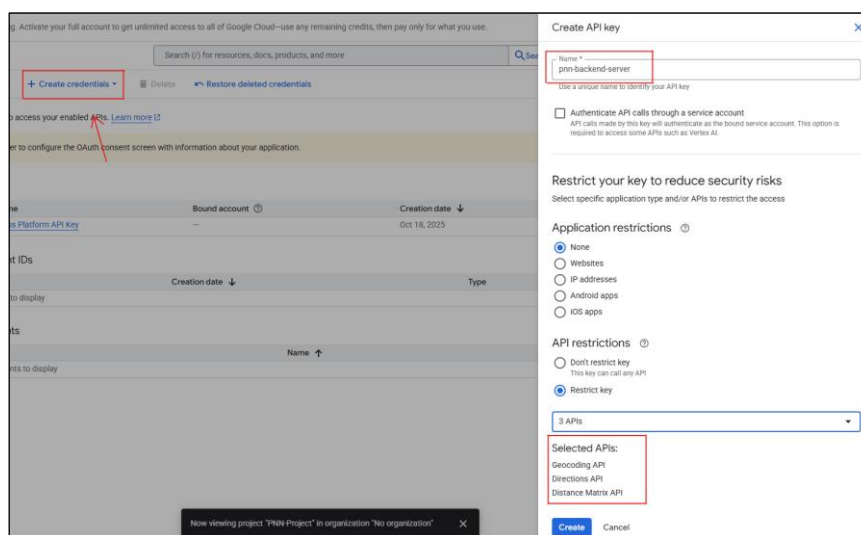 g. Activate your full account to get unlimited access to all of Google Cloud—use any remaining credits, then pay only for what you use.
Search (/) for resources, docs, products, and more
+ Create credentials
Delete
Restore deleted credentials
o access your enabled APIs. Learn more
er to configure the OAuth consent screen with information about your application.
ne
Bound account
Creation date
s Platform API Key
—
Oct 18, 2025
nt IDs
Creation date
Type
to display
nts
Name
nts to display
Now viewing project "PNN-Project" in organization "No organization"
Create API key
Name *
pnn-backend-server
Use a unique name to identify your API key
Authenticate API calls through a service account
API calls made by this key will authenticate as the bound service account. This option is
required to access some APIs such as Vertex AI.
Restrict your key to reduce security risks
Select specific application type and/or APIs to restrict the access
Application restrictions
None
Websites
IP addresses
Android apps
iOS apps
API restrictions
Don't restrict key
This key can call any API
Restrict key
3 APIs
Selected APIs:
Geocoding API
Directions API
Distance Matrix API
Create
Cancel